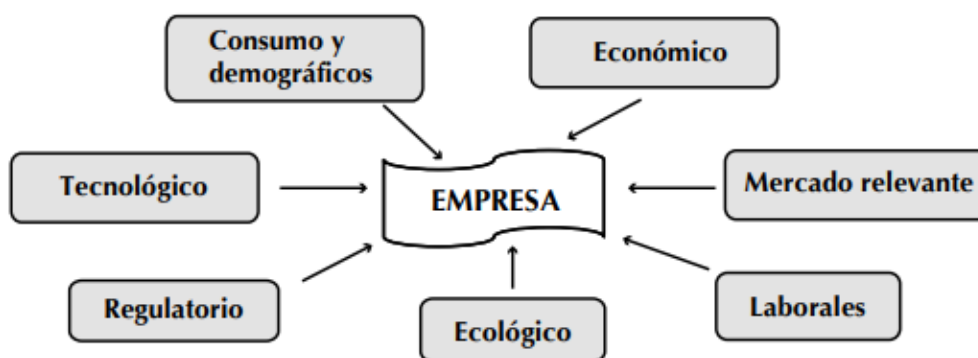 Consumo y
demográficos
Económico
Tecnológico
EMPRESA
Mercado relevante
Regulatorio
Ecológico
Laborales